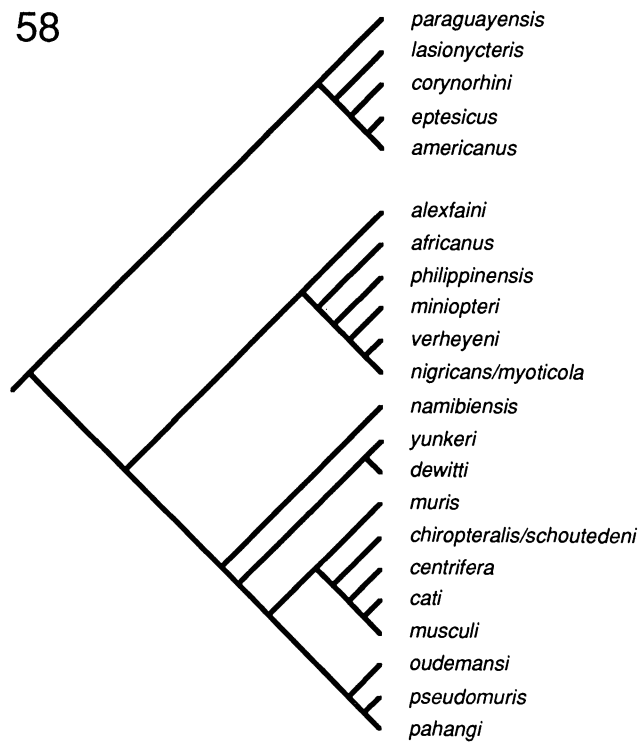 58
paraguayensis
lasionycteris
corynorhini
eptesicus
americanus
alexfaini
africanus
philippinensis
miniopteri
verheyeni
nigricans/myoticola
namibiensis
yunkeri
dewitti
muris
chiropteralis/schoutedeni
centrifera
cati
musculi
oudemansi
pseudomuris
pahangi